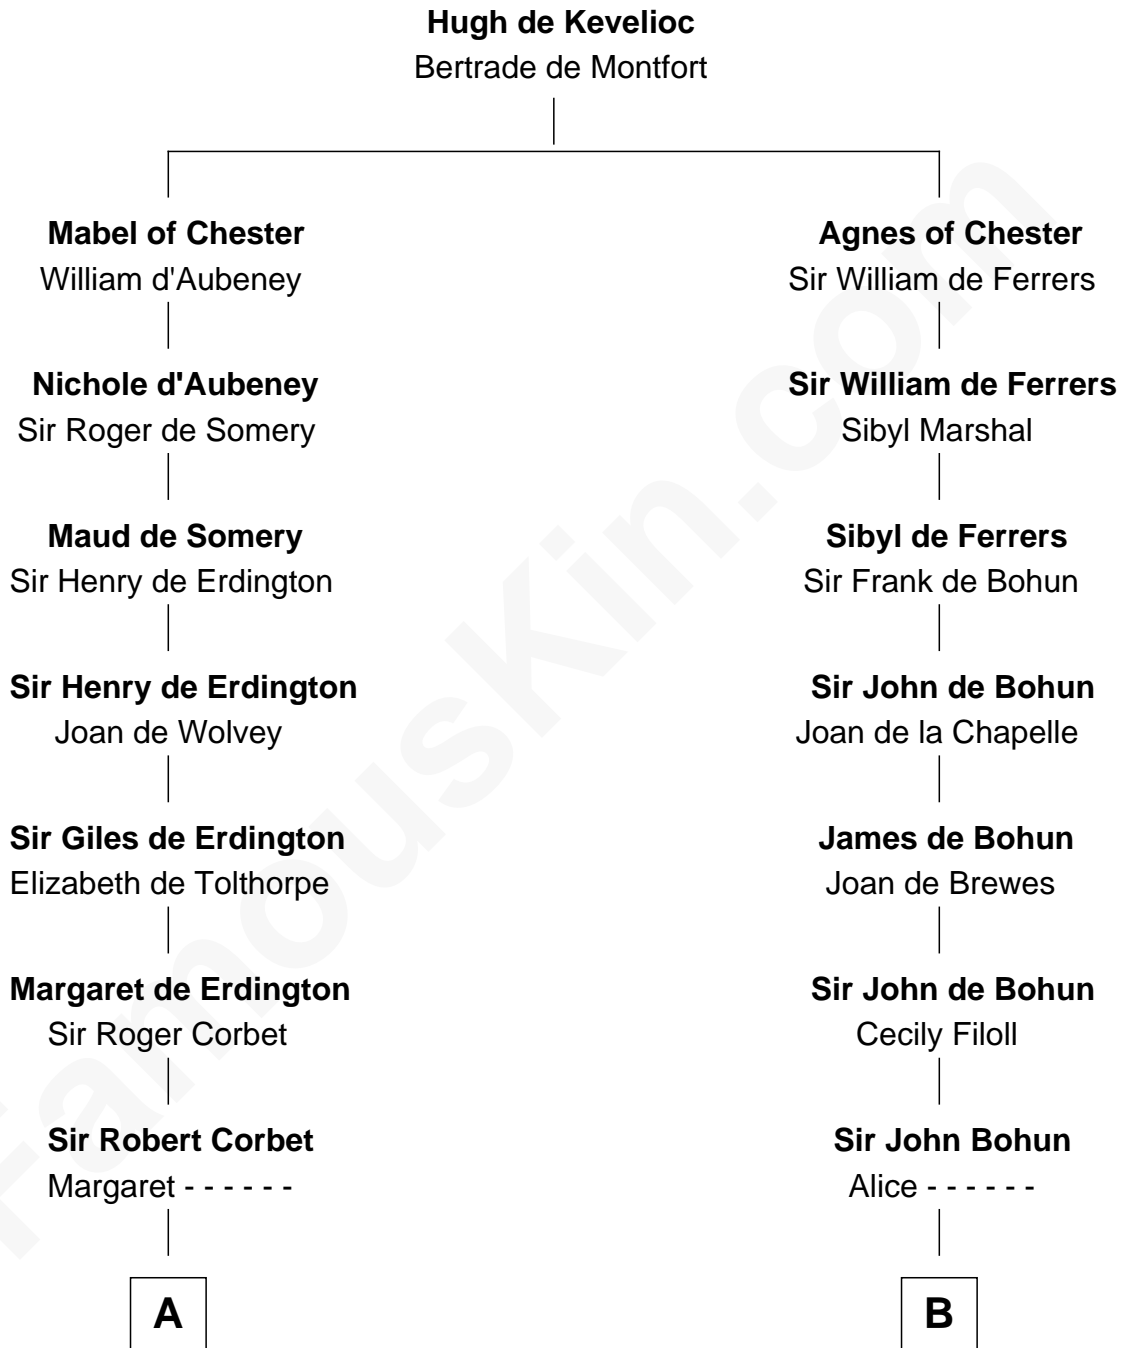 Hugh de Kevelioc
Bertrade de Montfort
Mabel of Chester
William d'Aubeney
Agnes of Chester
Sir William de Ferrers
Nichole d'Aubeney
Sir Roger de Somery
Sir William de Ferrers
Sibyl Marshal
Maud de Somery
Sir Henry de Erdington
Sibyl de Ferrers
Sir Frank de Bohun
Sir Henry de Erdington
Joan de Wolvey
Sir John de Bohun
Joan de la Chapelle
Sir Giles de Erdington
Elizabeth de Tolthorpe
James de Bohun
Joan de Brewes
Margaret de Erdington
Sir Roger Corbet
Sir John de Bohun
Cecily Filoll
Sir Robert Corbet
Margaret - - - - - -
Sir John Bohun
Alice - - - - - -
A
B
FamousKin.com